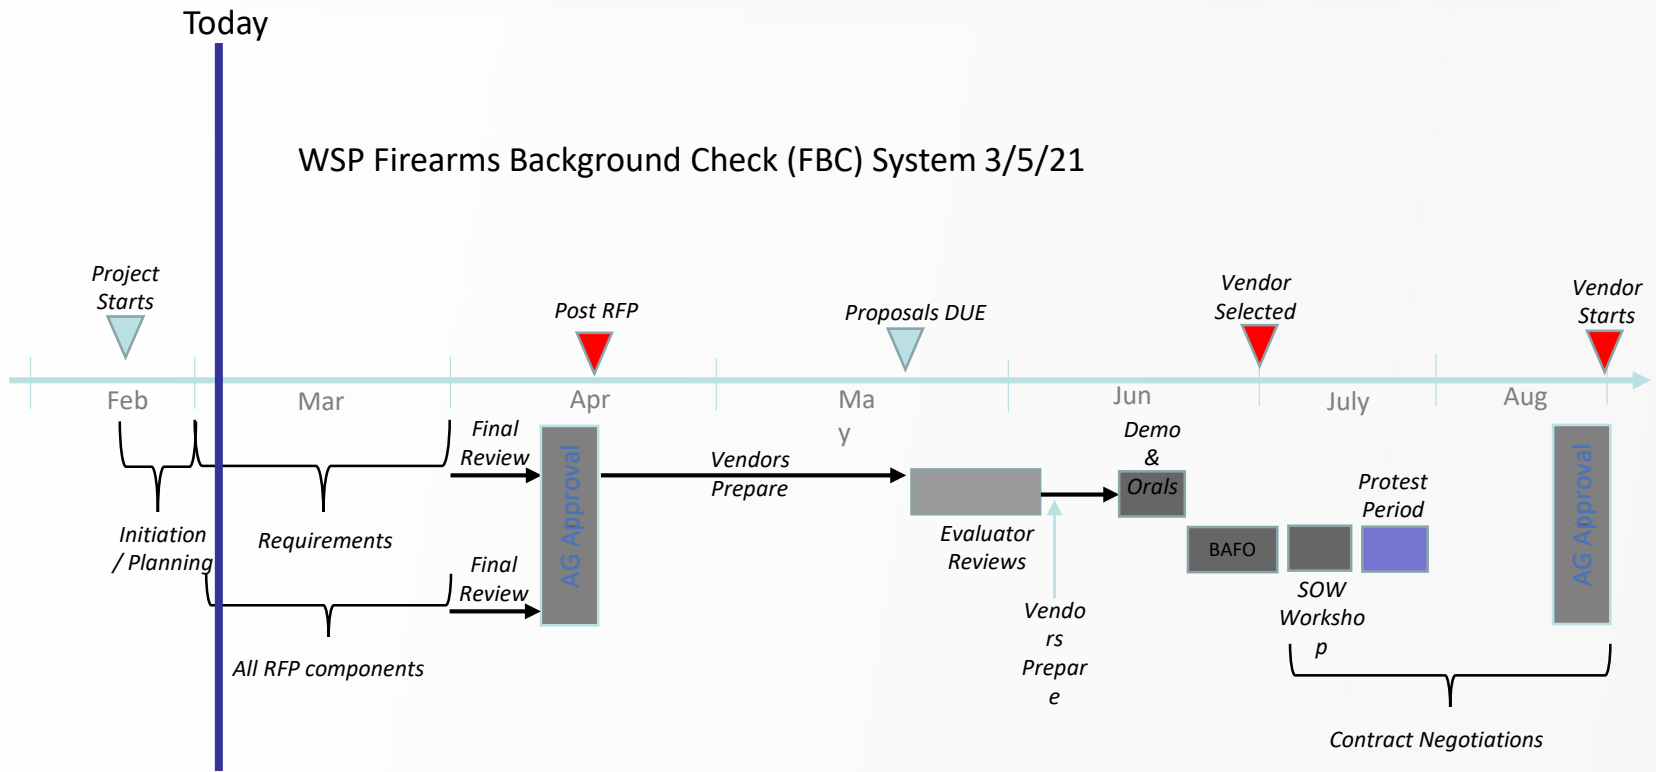 Today
WSP Firearms Background Check (FBC) System 3/5/21
Project
Starts
Post RFP
Proposals DUE
Vendor
Selected
Vendor
Starts
Feb
Mar
Apr
Ma
y
Jun
July
Aug
Final
Review
AG Approval
Vendors
Prepare
Demo
&
Orals
Protest
Period
AG Approval
Initiation
/ Planning
Requirements
Evaluator
Reviews
BAFO
Final
Review
SOW
Worksho
p
Vendo
rs
Prepar
e
All RFP components
Contract Negotiations